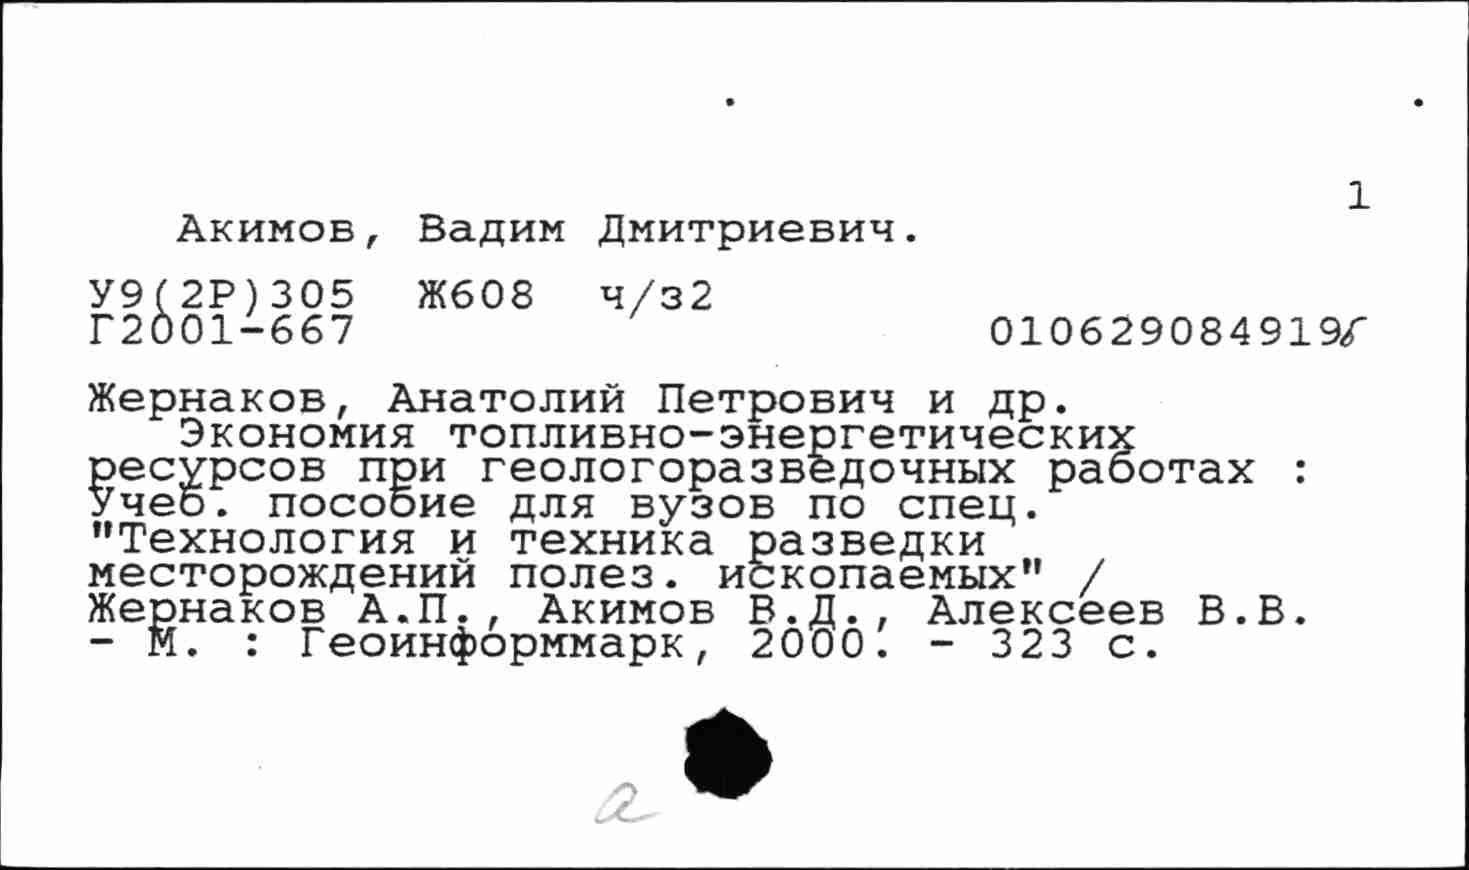 1
Акимов, Вадим Дмитриевич.
У9(2Р)305 Ж608 ч/з2
Г2001-667 010629084919б
Жернаков, Анатолий Петрович и др.
Экономия топливно-энергетических
ресурсов при геологоразведочных работах :
Учеб. пособие для вузов по спец.
"Технология и техника разведки
месторождений полез. ископаемых" /
Жернаков А.П., Акимов В.Д., Алексеев В.В.
- М. : Геоинформмарк, 2000. - 323 с.
а